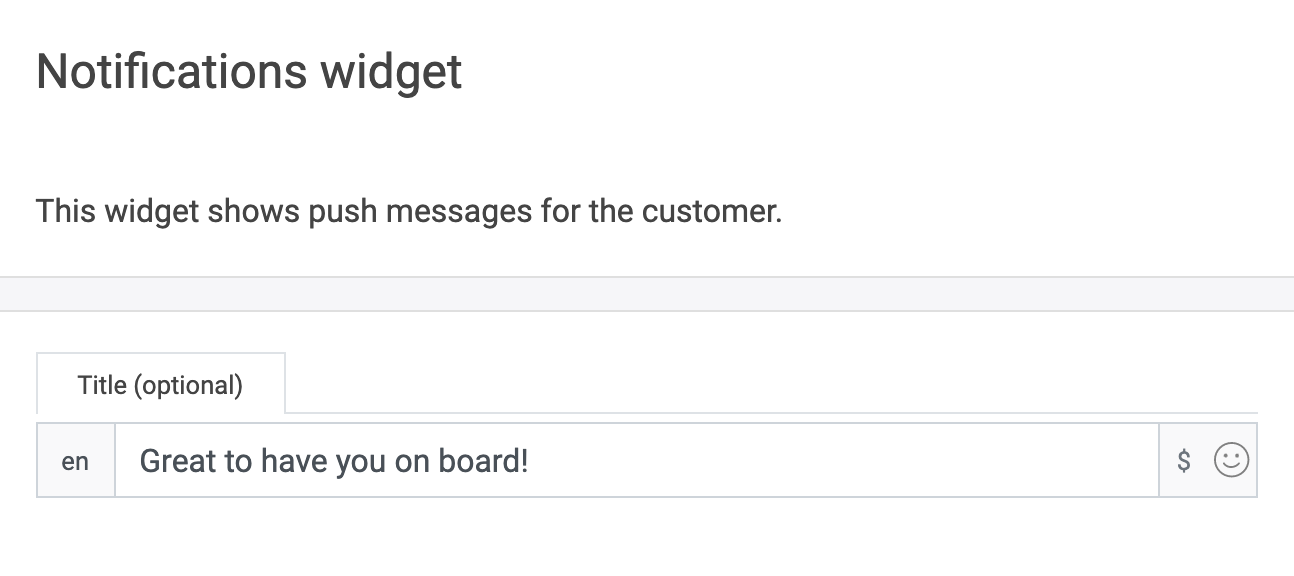 Notifications widget
This widget shows push messages for the customer.
Title (optional)
en Great to have you on board! $